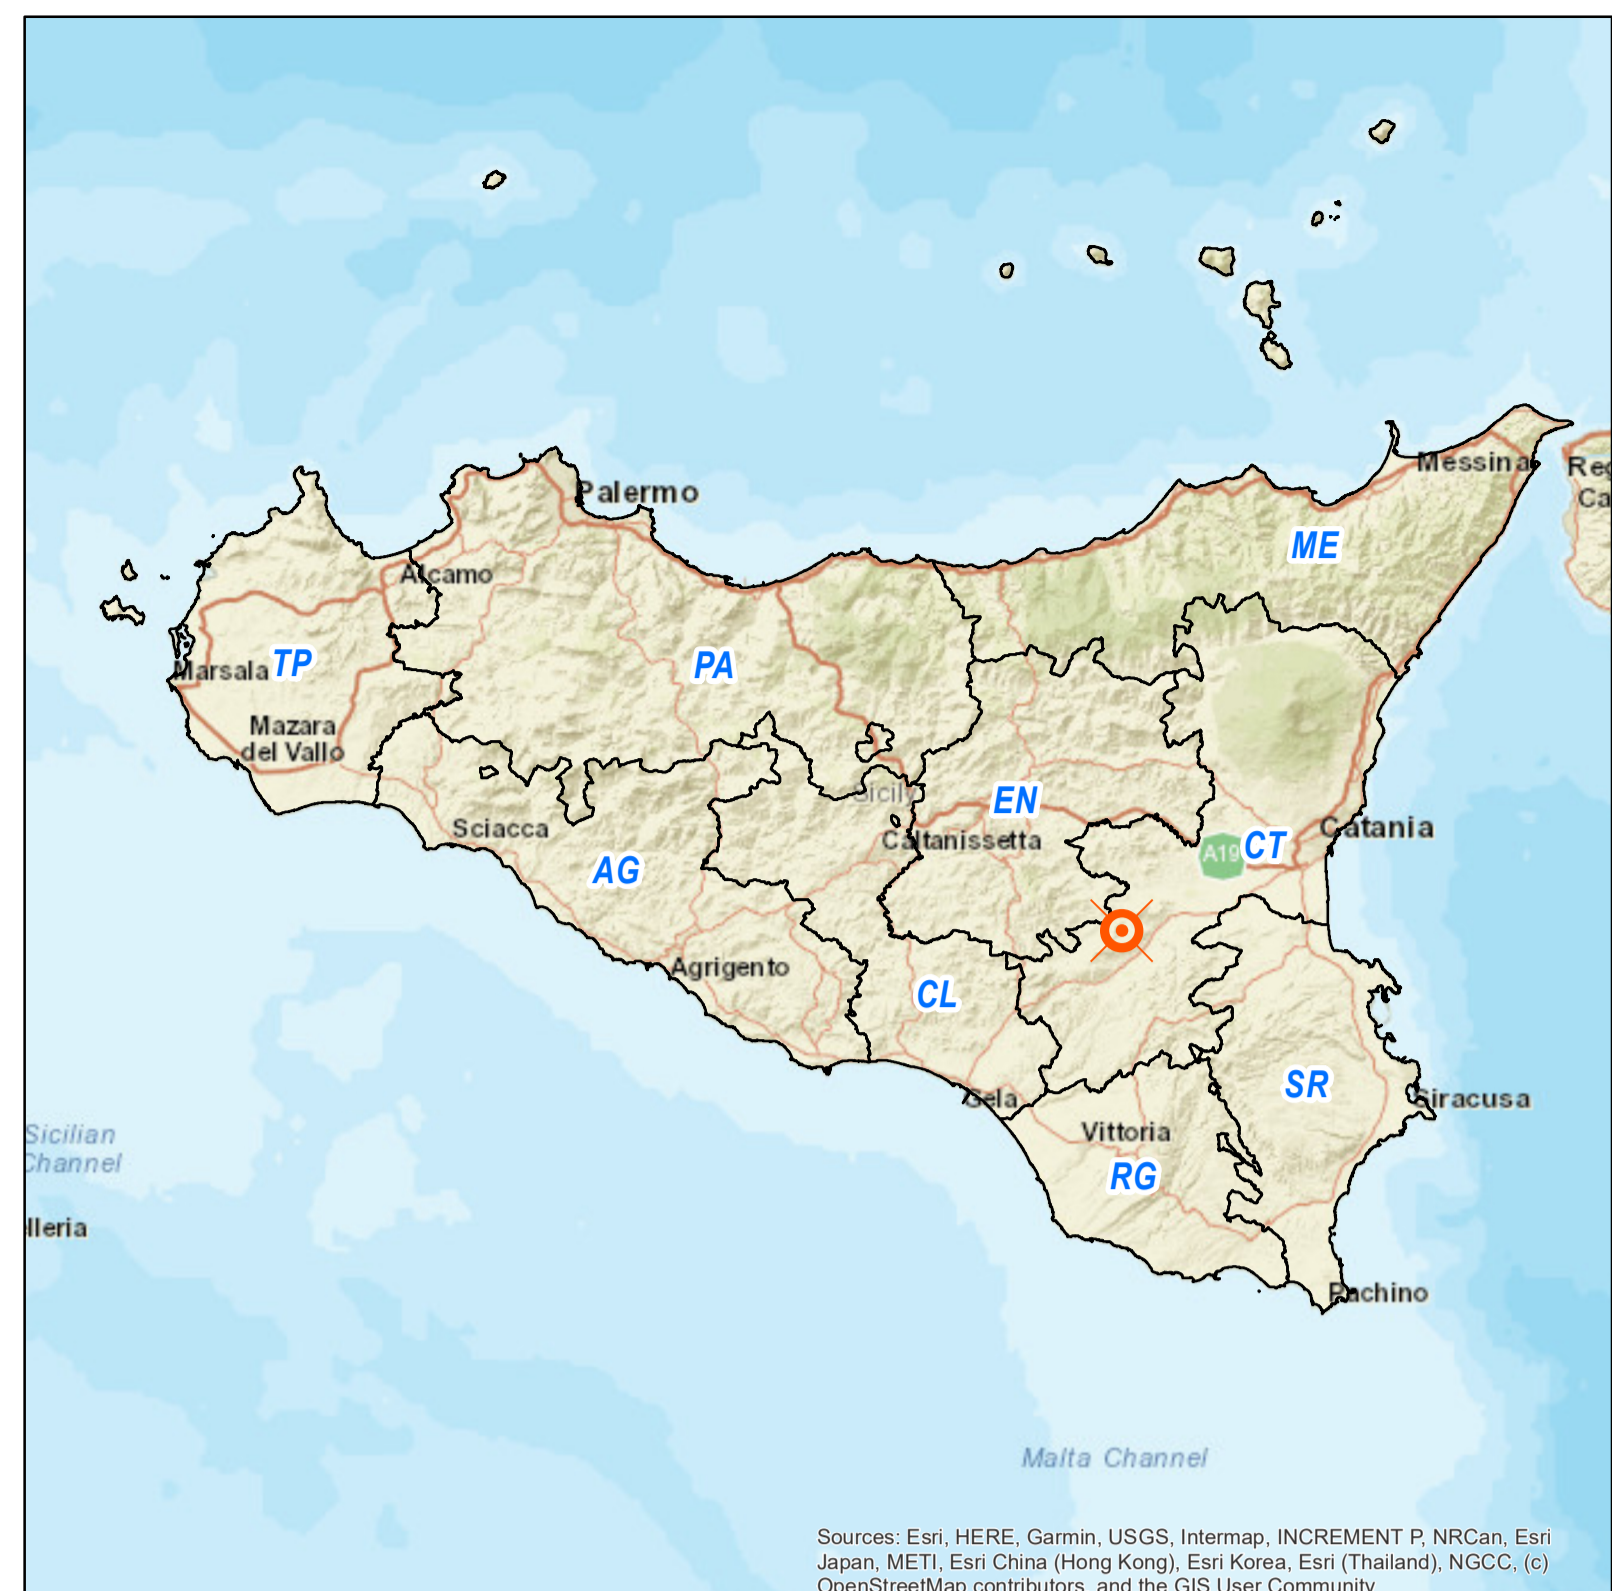 Messina
Reg
Ca
Palermo
ME
Alcamo
Marsala
TP
PA
Mazara
del Vallo
Sicily
EN
Sciacca
Caltanissetta
A19
CT
Catania
AG
Agrigento
CL
SR
Gela
Siracusa
Sicilian
Channel
Vittoria
RG
lleria
Pachino
Malta Channel
Sources: Esri, HERE, Garmin, USGS, Intermap, INCREMENT P, NRCan, Esri
Japan, METI, Esri China (Hong Kong), Esri Korea, Esri (Thailand), NGCC, (c)
OpenStreetMap contributors, and the GIS User Community